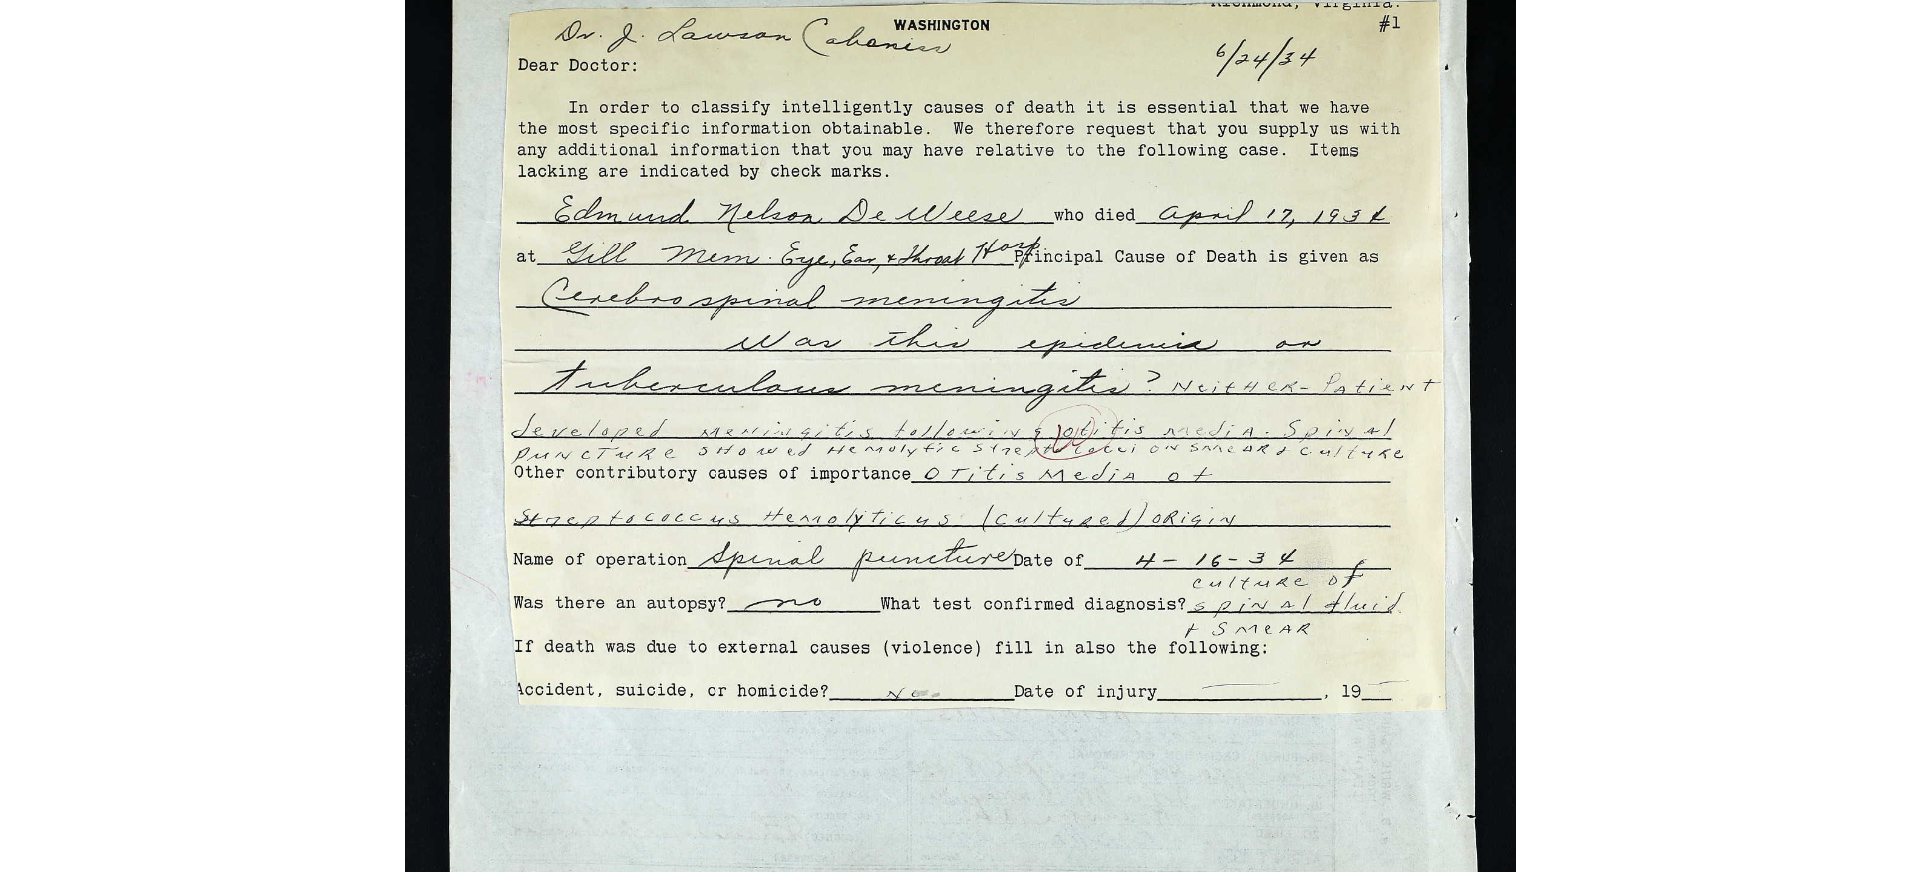 Richmond, Virginia.
WASHINGTON
#1
Dr. J. Lawson Cabaniss
6/24/34
Dear Doctor:
In order to classify intelligently causes of death it is essential that we have
the most specific information obtainable. We therefore request that you supply us with
any additional information that you may have relative to the following case. Items
lacking are indicated by check marks.
Edmund Nelson De Weese who died April 17, 1934
at Gill Mem. Eye, Ear, & Throat Hosp. Principal Cause of Death is given as
Cerebrospinal meningitis
Was this epidemic or
tuberculous meningitis? Neither - Patient
developed meningitis following otitis media. Spinal
puncture showed Hemolytic Streptococci on smear & culture
Other contributory causes of importance Otitis Media of
Streptococcus Hemolyticus (cultured) origin
Name of operation Spinal puncture Date of 4-16-34
Was there an autopsy? no What test confirmed diagnosis? culture of
spinal fluid
+ smear
If death was due to external causes (violence) fill in also the following:
Accident, suicide, or homicide? No Date of injury , 19